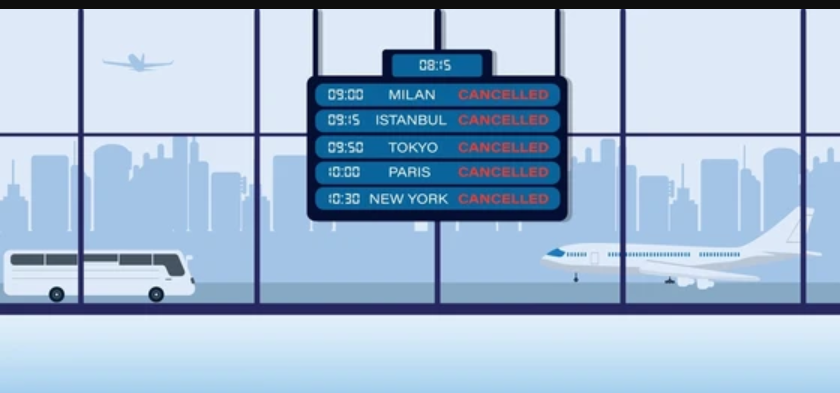 08:15
09:00 MILAN CANCELLED
09:15 ISTANBUL CANCELLED
09:50 TOKYO CANCELLED
10:00 PARIS CANCELLED
10:30 NEW YORK CANCELLED